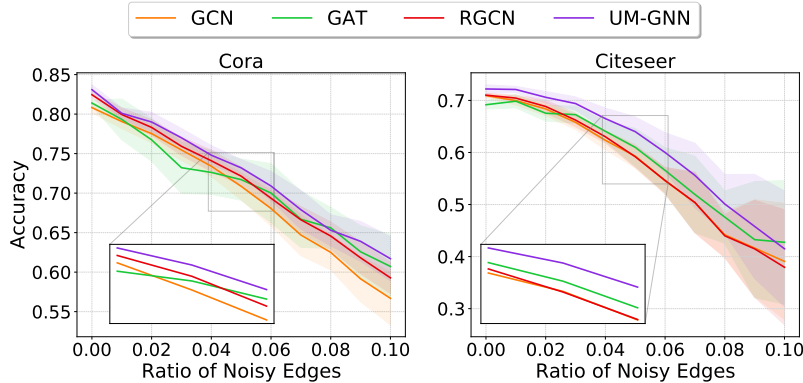 GCN GAT RGCN UM-GNN
Cora
Accuracy
0.85
0.80
0.75
0.70
0.65
0.60
0.55
0.00 0.02 0.04 0.06 0.08 0.10
Ratio of Noisy Edges
Citeseer
0.7
0.6
0.5
0.4
0.3
0.00 0.02 0.04 0.06 0.08 0.10
Ratio of Noisy Edges